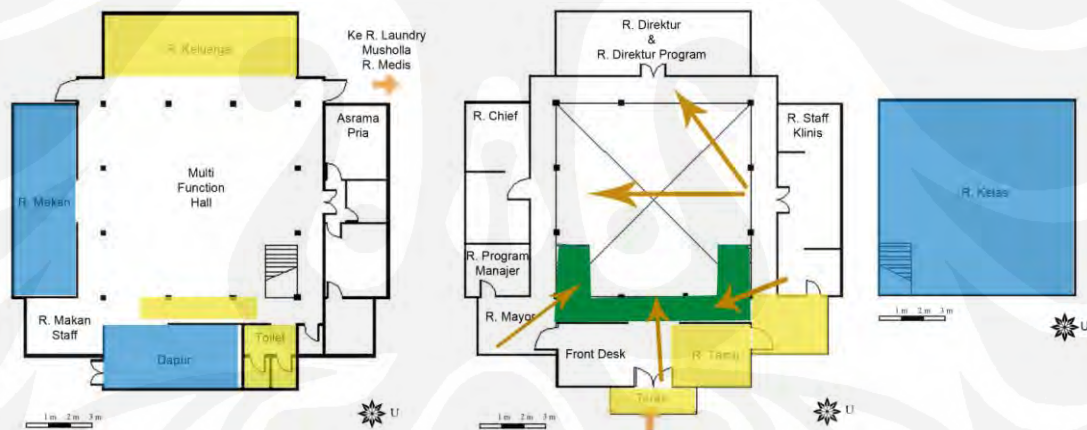 R. Keluarga
Ke R. Laundry
Musholla
R. Medis
Asrama
Pria
Multi
Function
Hall
R. Makan
R. Makan
Staff
Dapur
Toilet
1 m 2 m 3 m
U
R. Direktur
&
R. Direktur Program
R. Chief
R. Staff
Klinis
R. Program
Manajer
R. Mayor
Front Desk
R. Tamu
Teras
1 m 2 m 3 m
U
R. Kelas
1 m 2 m 3 m
U